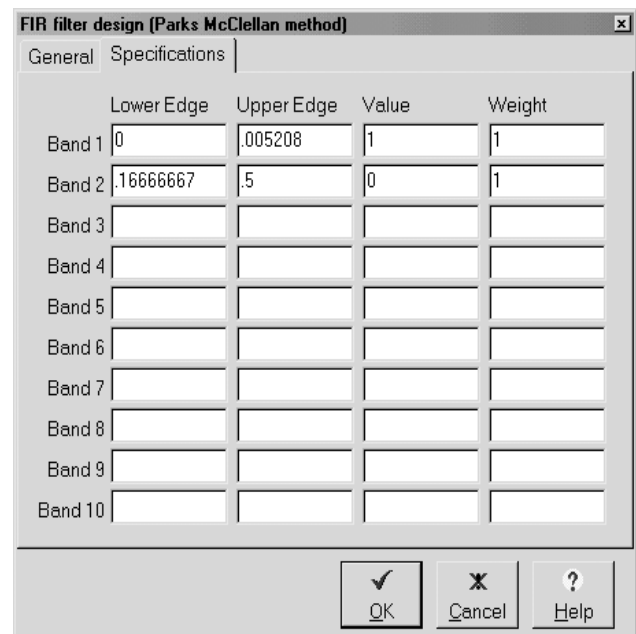 FIR filter design (Parks McClellan method)
General Specifications
Lower Edge Upper Edge Value Weight
Band 1 0 .005208 1 1
Band 2 .16666667 .5 0 1
Band 3
Band 4
Band 5
Band 6
Band 7
Band 8
Band 9
Band 10
OK Cancel ? Help